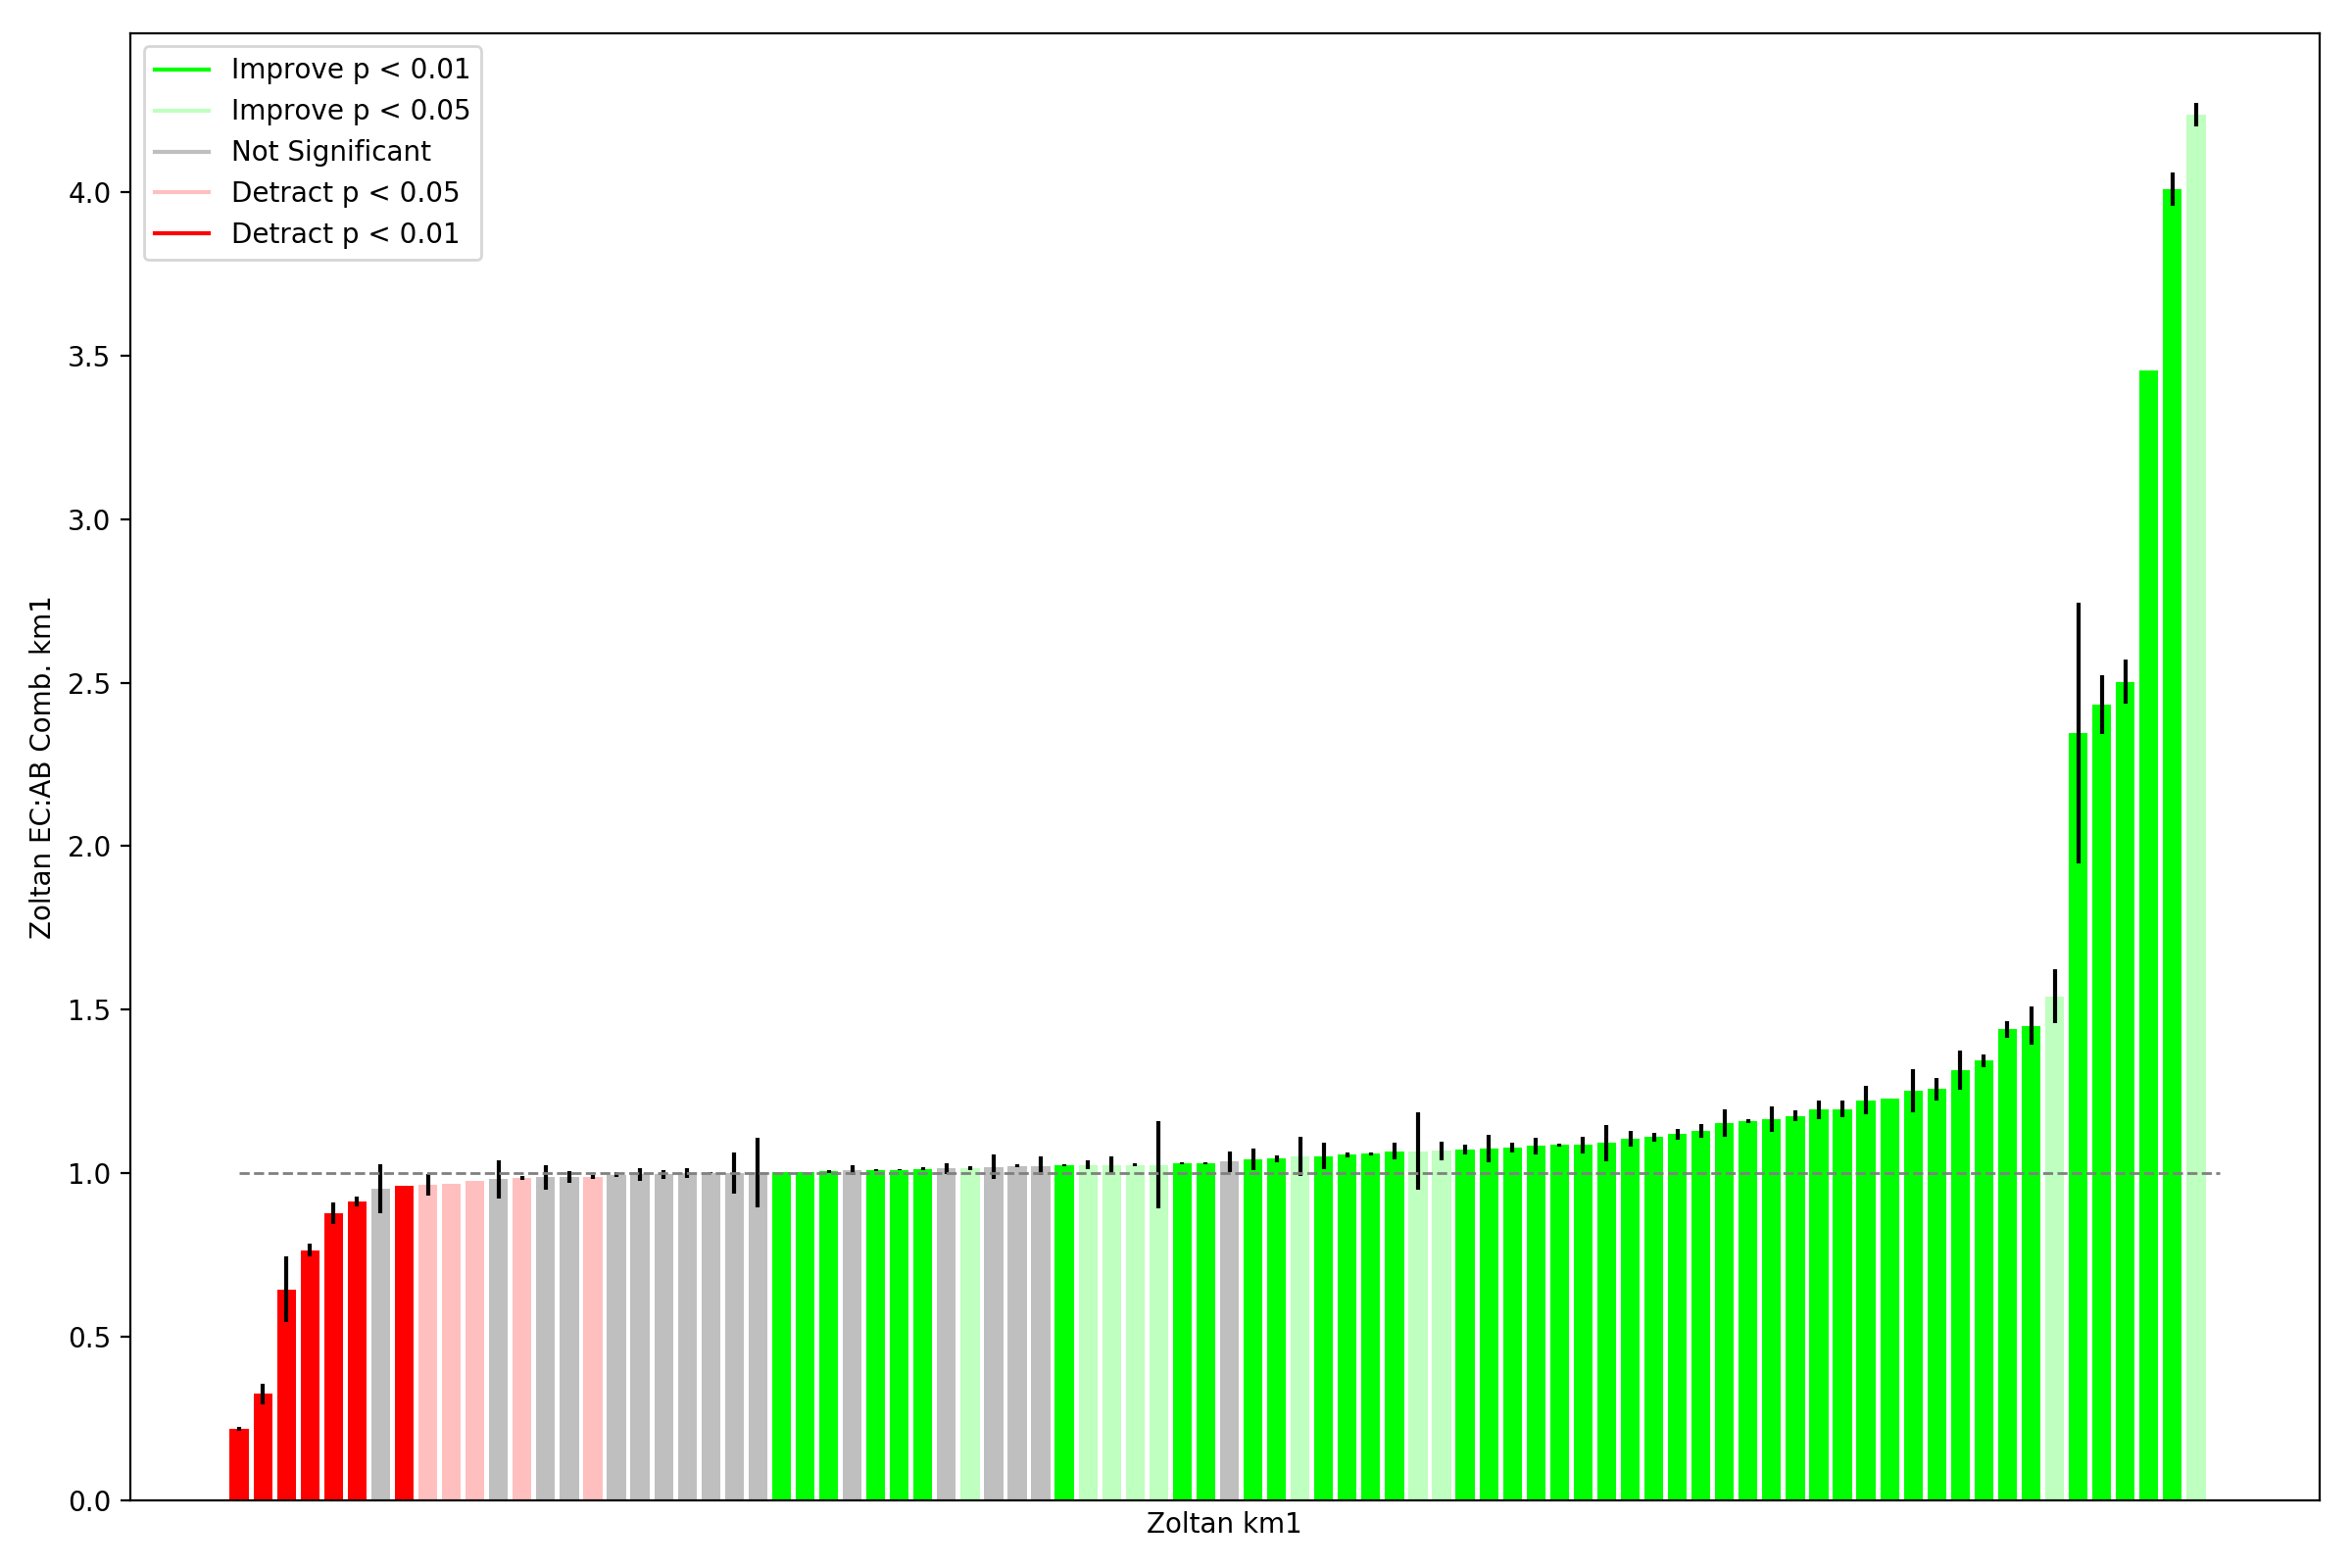 Improve p < 0.01
Improve p < 0.05
Not Significant
Detract p < 0.05
Detract p < 0.01
4.0
3.5
3.0
2.5
2.0
1.5
1.0
0.5
0.0
Zoltan EC:AB Comb. km1
Zoltan km1